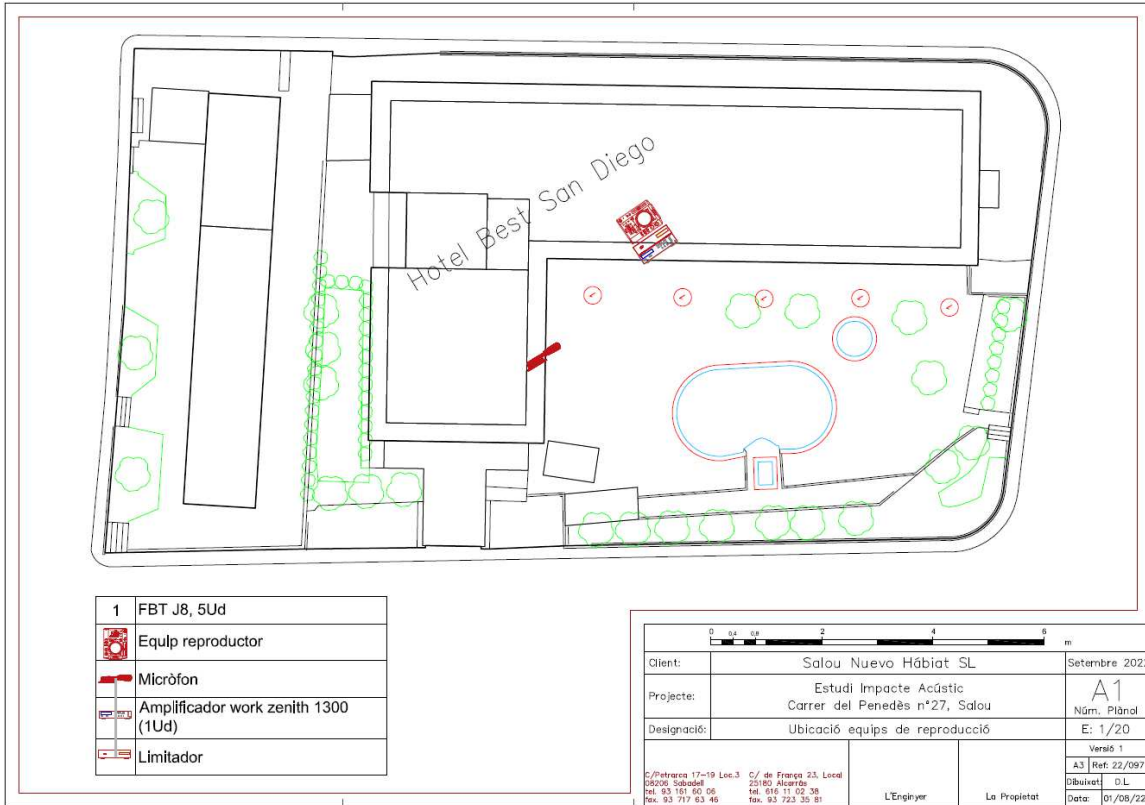 Hotel Best San Diego
1 FBT J8, 5Ud
Equip reproductor
Micròfon
Amplificador work zenith 1300
(1Ud)
Limitador
0 0,4 0,8 2 4 6 m
Client: Salou Nuevo Hábiat SL Setembre 202
Projecte: Estudi Impacte Acústic
Carrer del Penedès nº27, Salou
A1
Núm. Plànol
Designació: Ubicació equips de reproducció E: 1/20
Versió 1
A3 Ref: 22/097
Dibuixat: D.L.
Data: 01/08/22
C/Petrarca 17-19 Loc.3
08206 Sabadell
tel. 93 161 60 06
fax. 93 717 63 46
C/ de França 23, Local
25180 Alcarràs
tel. 616 11 02 38
fax. 93 723 35 81
L'Enginyer
La Propietat